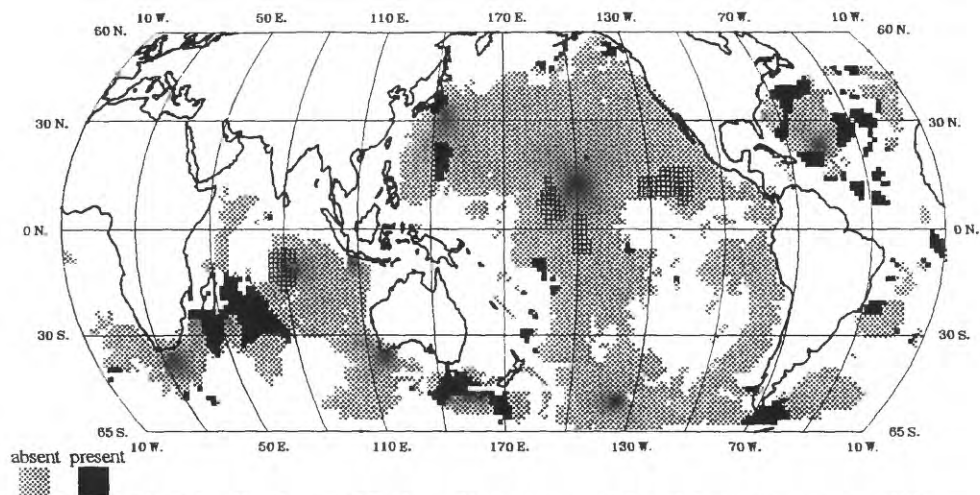 10 W. 50 E. 110 E. 170 E. 130 W. 70 W. 10 W.
60 N. 60 N.
30 N. 30 N.
0 N. 0 N.
30 S. 30 S.
65 S. 65 S.
10 W. 50 E. 110 E. 170 E. 130 W. 70 W. 10 W.
absent present